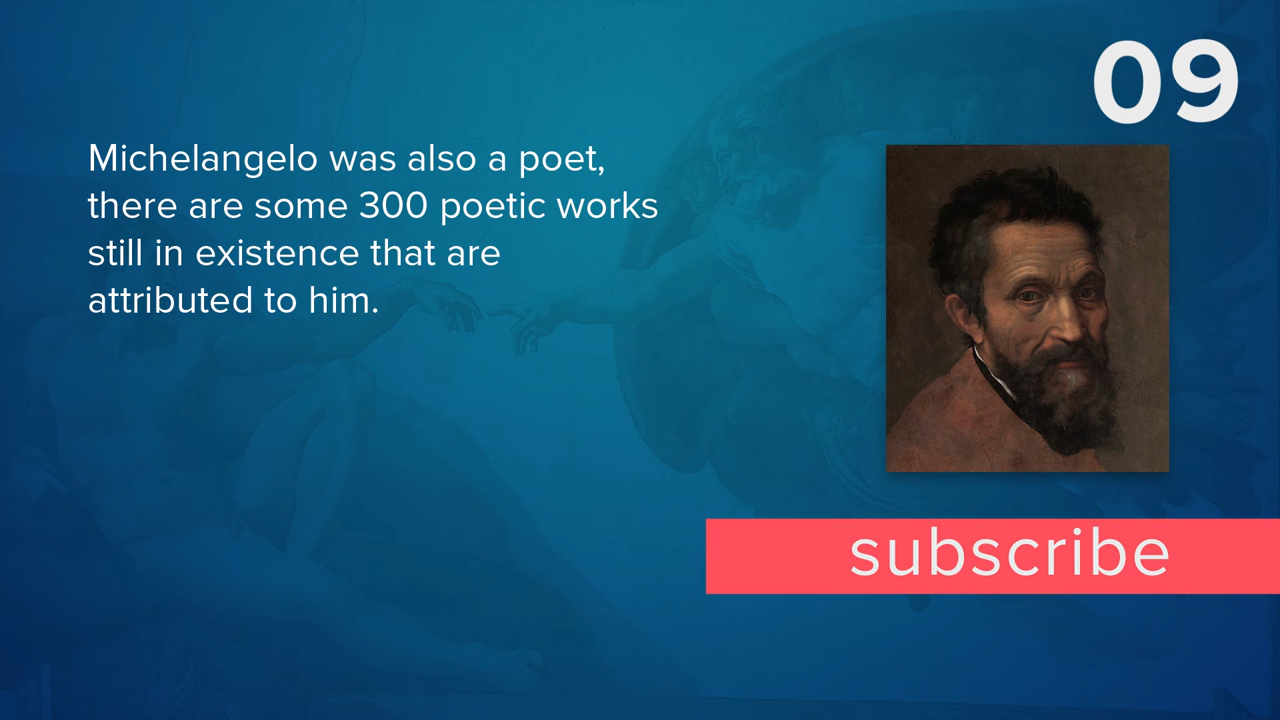 09
Michelangelo was also a poet,
there are some 300 poetic works
still in existence that are
attributed to him.
subscribe